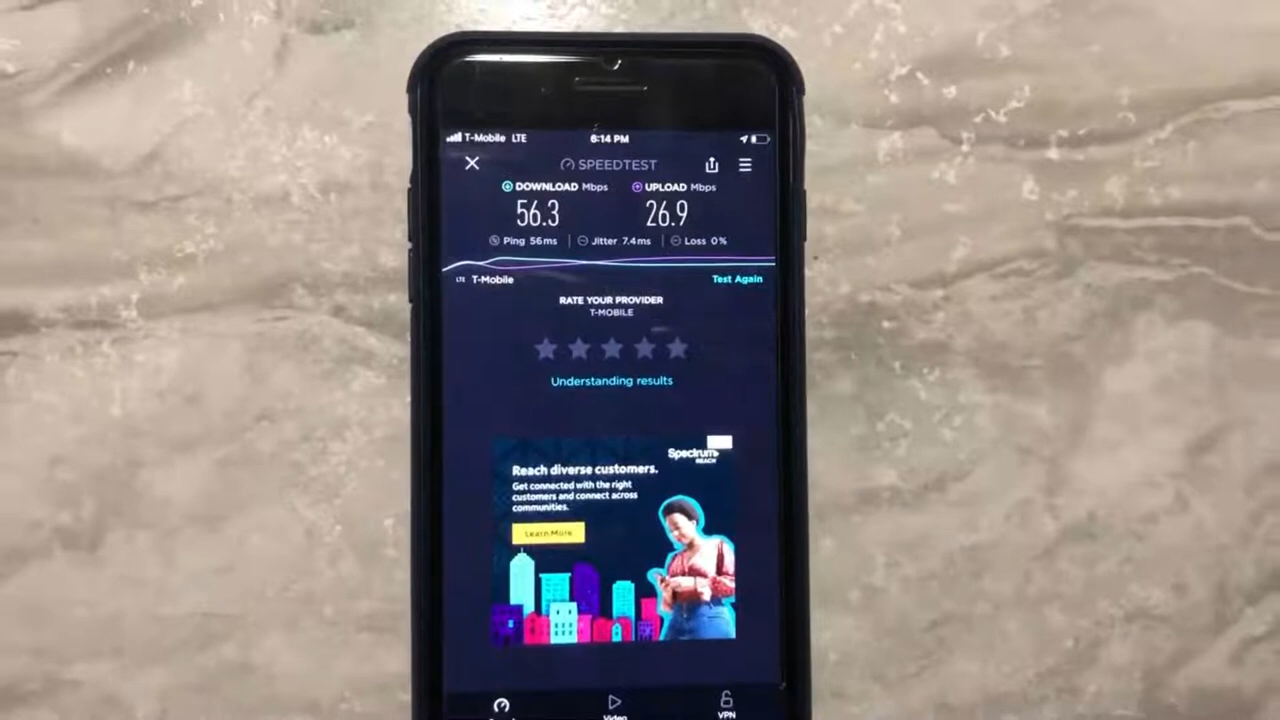 T-Mobile LTE 6:14 PM
SPEEDTEST
DOWNLOAD Mbps UPLOAD Mbps
56.3 26.9
Ping 56ms Jitter 7.4ms Loss 0%
LTE T-Mobile Test Again
RATE YOUR PROVIDER
T-MOBILE
Understanding results
Spectrum
REACH
Reach diverse customers.
Get connected with the right
customers and connect across
communities.
Learn More
Video VPN